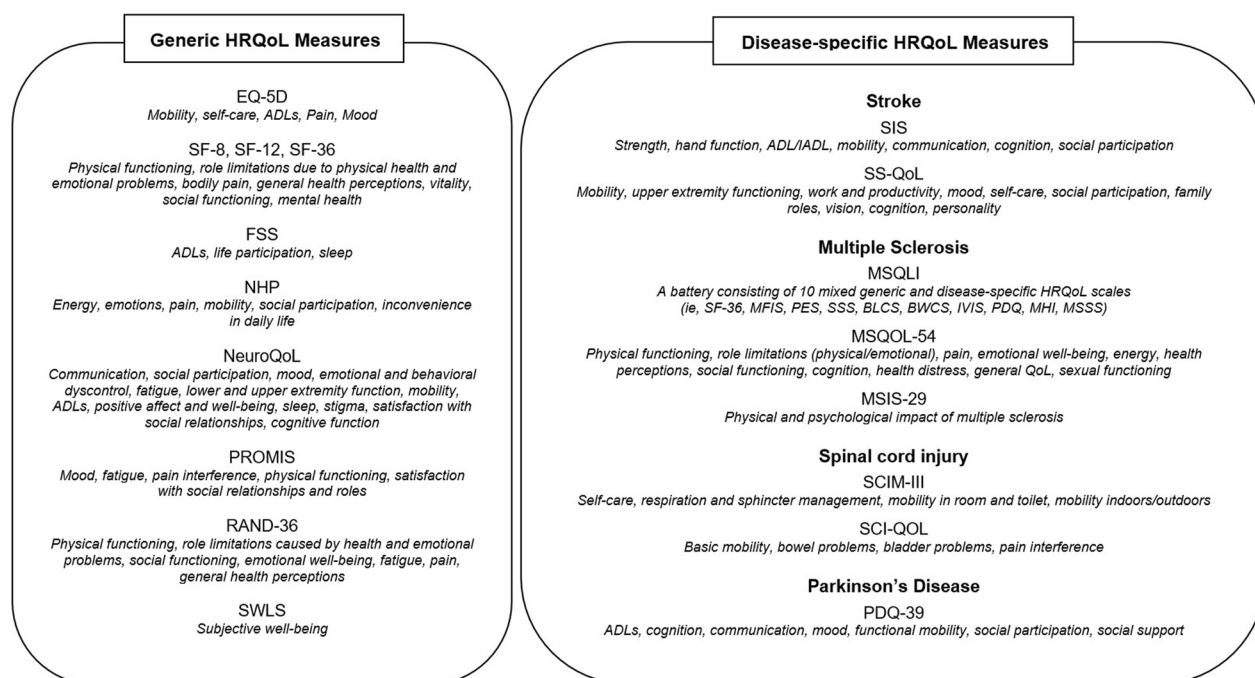 Generic HRQoL Measures
EQ-5D
Mobility, self-care, ADLs, Pain, Mood
SF-8, SF-12, SF-36
Physical functioning, role limitations due to physical health and
emotional problems, bodily pain, general health perceptions, vitality,
social functioning, mental health
FSS
ADLs, life participation, sleep
NHP
Energy, emotions, pain, mobility, social participation, inconvenience
in daily life
NeuroQoL
Communication, social participation, mood, emotional and behavioral
dyscontrol, fatigue, lower and upper extremity function, mobility,
ADLs, positive affect and well-being, sleep, stigma, satisfaction with
social relationships, cognitive function
PROMIS
Mood, fatigue, pain interference, physical functioning, satisfaction
with social relationships and roles
RAND-36
Physical functioning, role limitations caused by health and emotional
problems, social functioning, emotional well-being, fatigue, pain,
general health perceptions
SWLS
Subjective well-being
Disease-specific HRQoL Measures
Stroke
SIS
Strength, hand function, ADL/IADL, mobility, communication, cognition, social participation
SS-QoL
Mobility, upper extremity functioning, work and productivity, mood, self-care, social participation, family
roles, vision, cognition, personality
Multiple Sclerosis
MSQLI
A battery consisting of 10 mixed generic and disease-specific HRQoL scales
(ie, SF-36, MFIS, PES, SSS, BLCS, BWCS, IVIS, PDQ, MHI, MSSS)
MSQOL-54
Physical functioning, role limitations (physical/emotional), pain, emotional well-being, energy, health
perceptions, social functioning, cognition, health distress, general QoL, sexual functioning
MSIS-29
Physical and psychological impact of multiple sclerosis
Spinal cord injury
SCIM-III
Self-care, respiration and sphincter management, mobility in room and toilet, mobility indoors/outdoors
SCI-QOL
Basic mobility, bowel problems, bladder problems, pain interference
Parkinson's Disease
PDQ-39
ADLs, cognition, communication, mood, functional mobility, social participation, social support